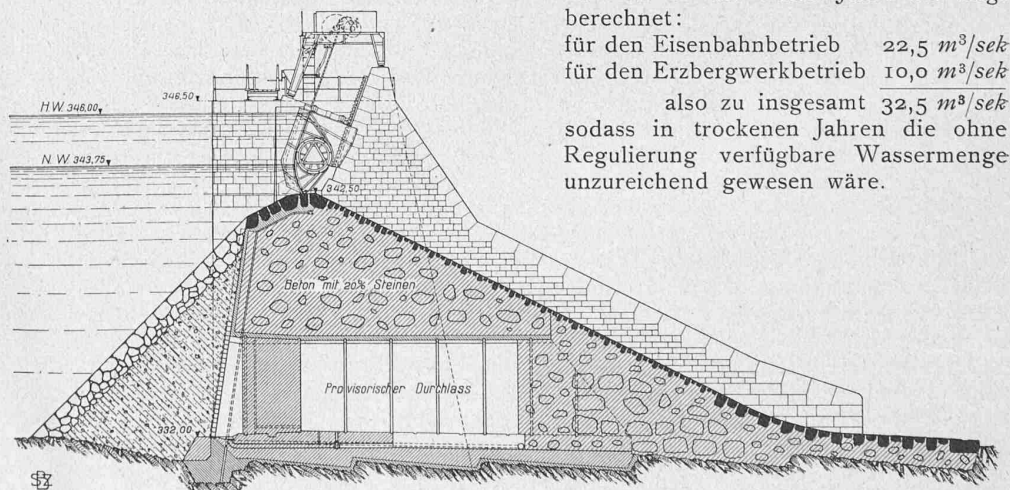 berechnet:
für den Eisenbahnbetrieb 22,5 m³/sek
für den Erzbergwerkbetrieb 10,0 m³/sek
also zu insgesamt 32,5 m³/sek
sodass in trockenen Jahren die ohne
Regulierung verfügbare Wassermenge
unzureichend gewesen wäre.
346,50
H.W. 346,00
N.W. 343,75
342,50
Beton mit 20% Steinen
Provisorischer Durchlass
332,00